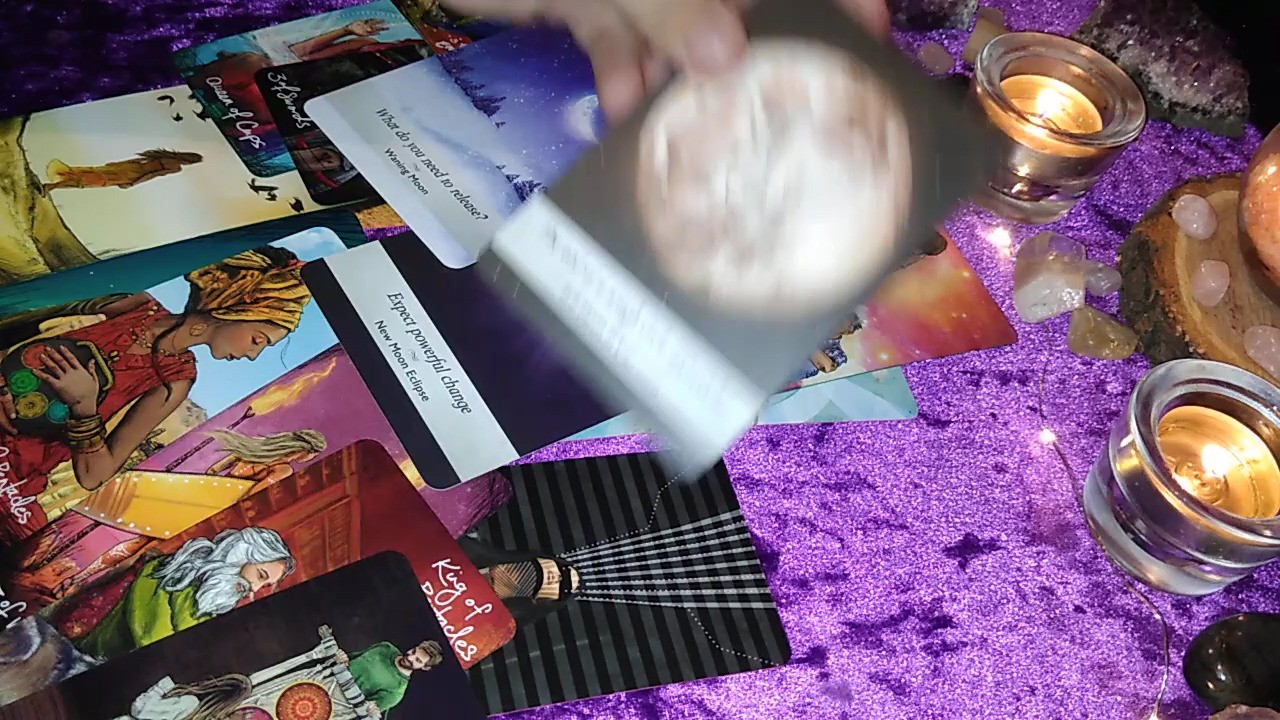 Queen of Cups
3 of Swords
What do you need to release?
Waning Moon
Expect powerful change
New Moon Eclipse
Pentacles
King of
Pentacles